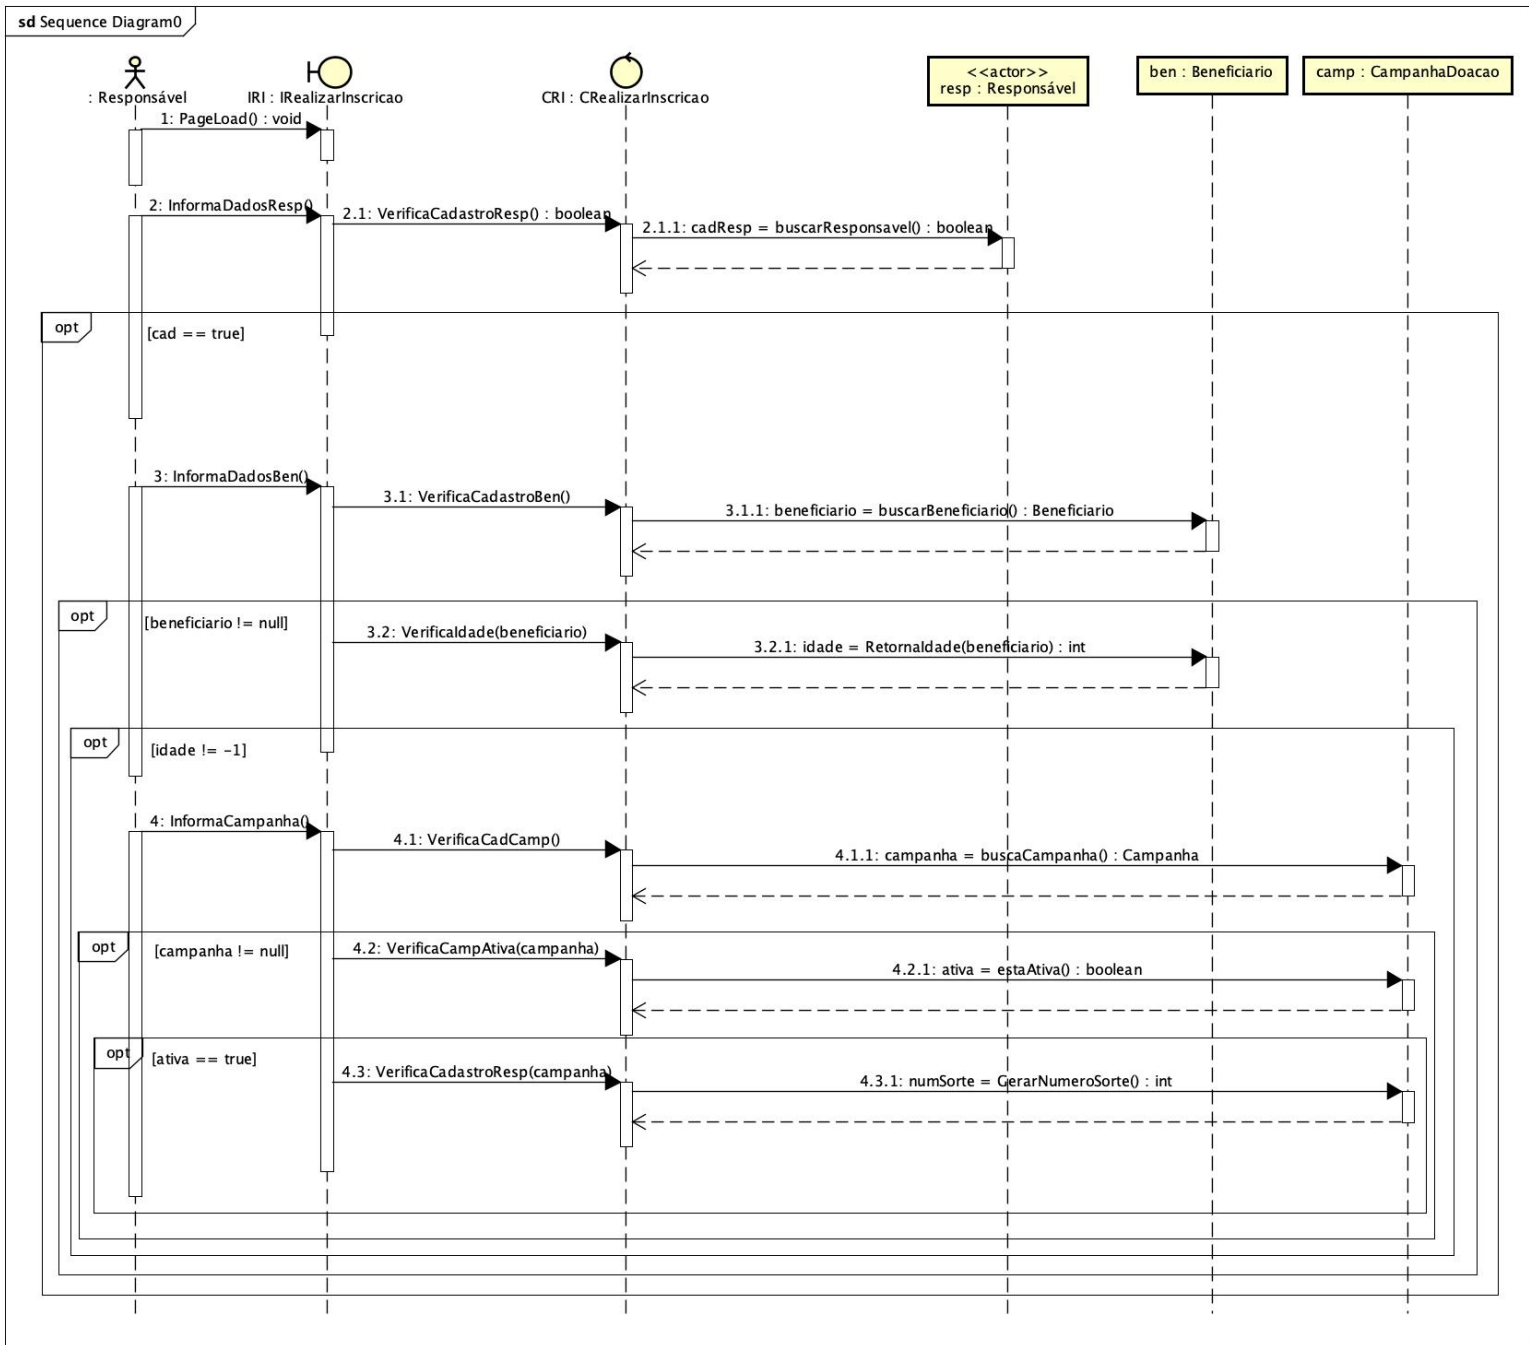 sd Sequence Diagram0
: Responsável
IRI : IRealizarInscricao
CRI : CRealizarInscricao
<<actor>>
resp : Responsável
ben : Beneficiario
camp : CampanhaDoacao
1: PageLoad() : void
2: InformaDadosResp()
2.1: VerificaCadastroResp() : boolean
2.1.1: cadResp = buscarResponsavel() : boolean
opt
[cad == true]
3: InformaDadosBen()
3.1: VerificaCadastroBen()
3.1.1: beneficiario = buscarBeneficiario() : Beneficiario
opt
[beneficiario != null]
3.2: VerificaIdade(beneficiario)
3.2.1: idade = RetornaIdade(beneficiario) : int
opt
[idade != -1]
4: InformaCampanha()
4.1: VerificaCadCamp()
4.1.1: campanha = buscaCampanha() : Campanha
opt
[campanha != null]
4.2: VerificaCampAtiva(campanha)
4.2.1: ativa = estaAtiva() : boolean
opt
[ativa == true]
4.3: VerificaCadastroResp(campanha)
4.3.1: numSorte = GerarNumeroSorte() : int